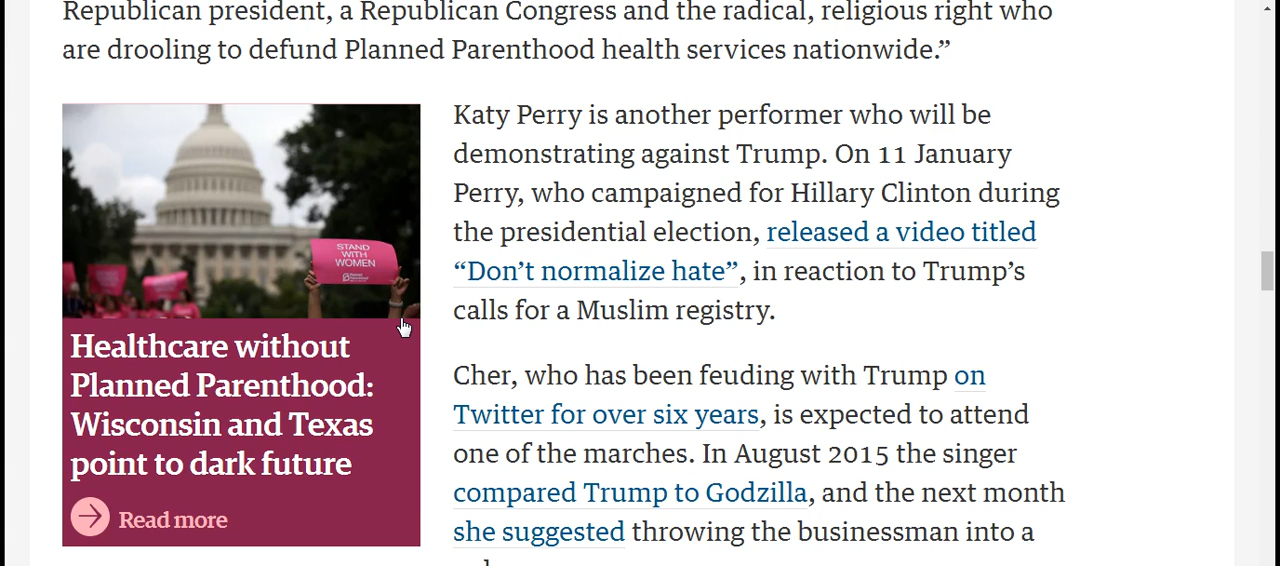 Republican president, a Republican Congress and the radical, religious right who
are drooling to defund Planned Parenthood health services nationwide.”
STAND
WITH
WOMEN
Healthcare without
Planned Parenthood:
Wisconsin and Texas
point to dark future
Read more
Katy Perry is another performer who will be
demonstrating against Trump. On 11 January
Perry, who campaigned for Hillary Clinton during
the presidential election, released a video titled
“Don’t normalize hate”, in reaction to Trump’s
calls for a Muslim registry.
Cher, who has been feuding with Trump on
Twitter for over six years, is expected to attend
one of the marches. In August 2015 the singer
compared Trump to Godzilla, and the next month
she suggested throwing the businessman into a